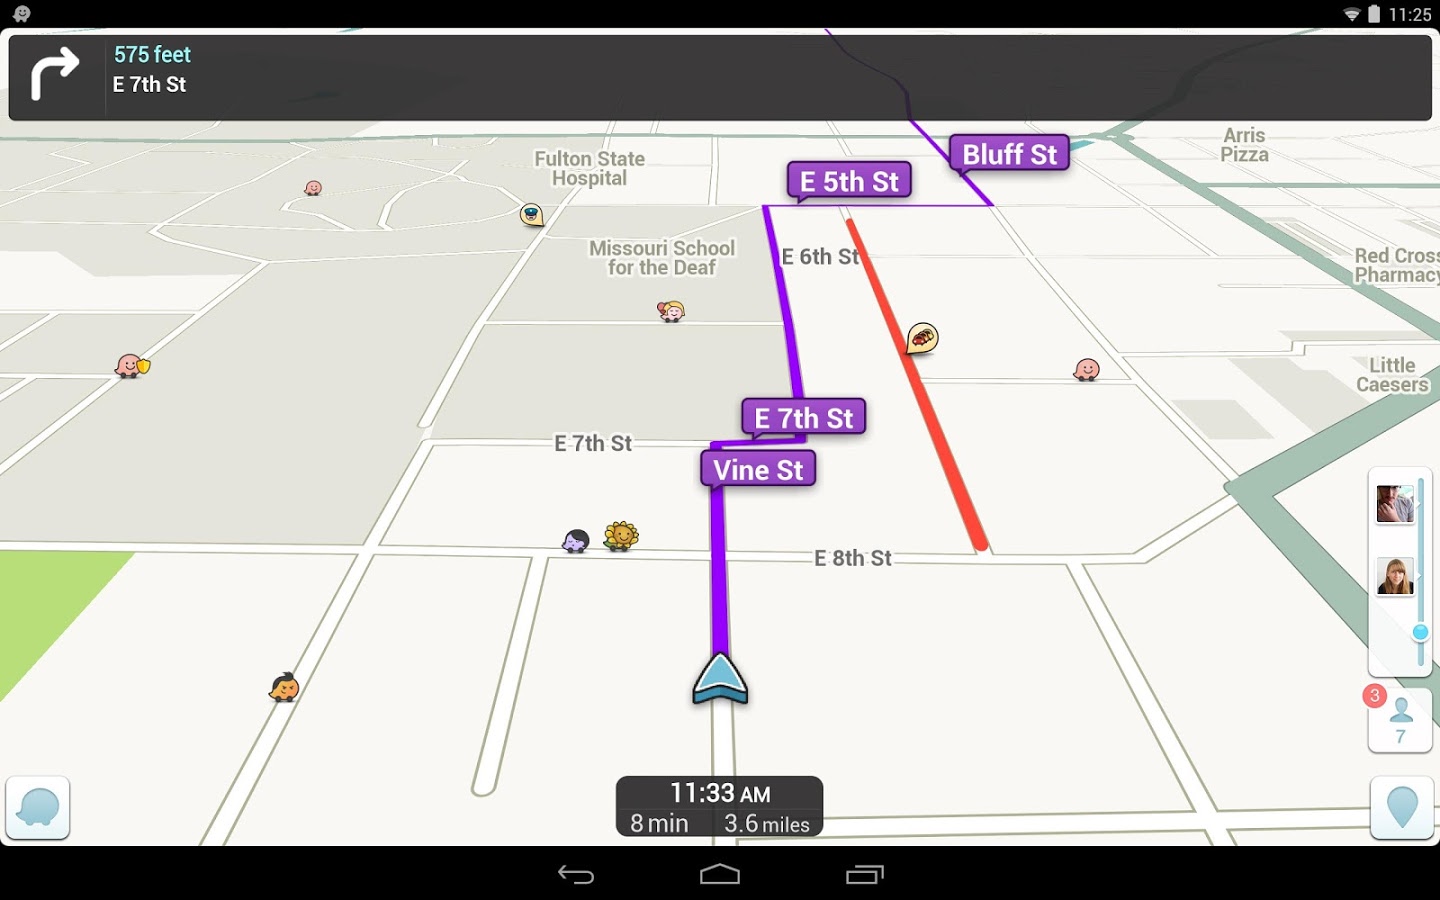 11:25
575 feet
E 7th St
Arris
Pizza
Bluff St
Fulton State
Hospital
E 5th St
Missouri School
for the Deaf
E 6th St
Red Cross
Pharmacy
Little
Caesers
E 7th St
E 7th St
Vine St
E 8th St
3
7
11:33 AM
8 min 3.6 miles